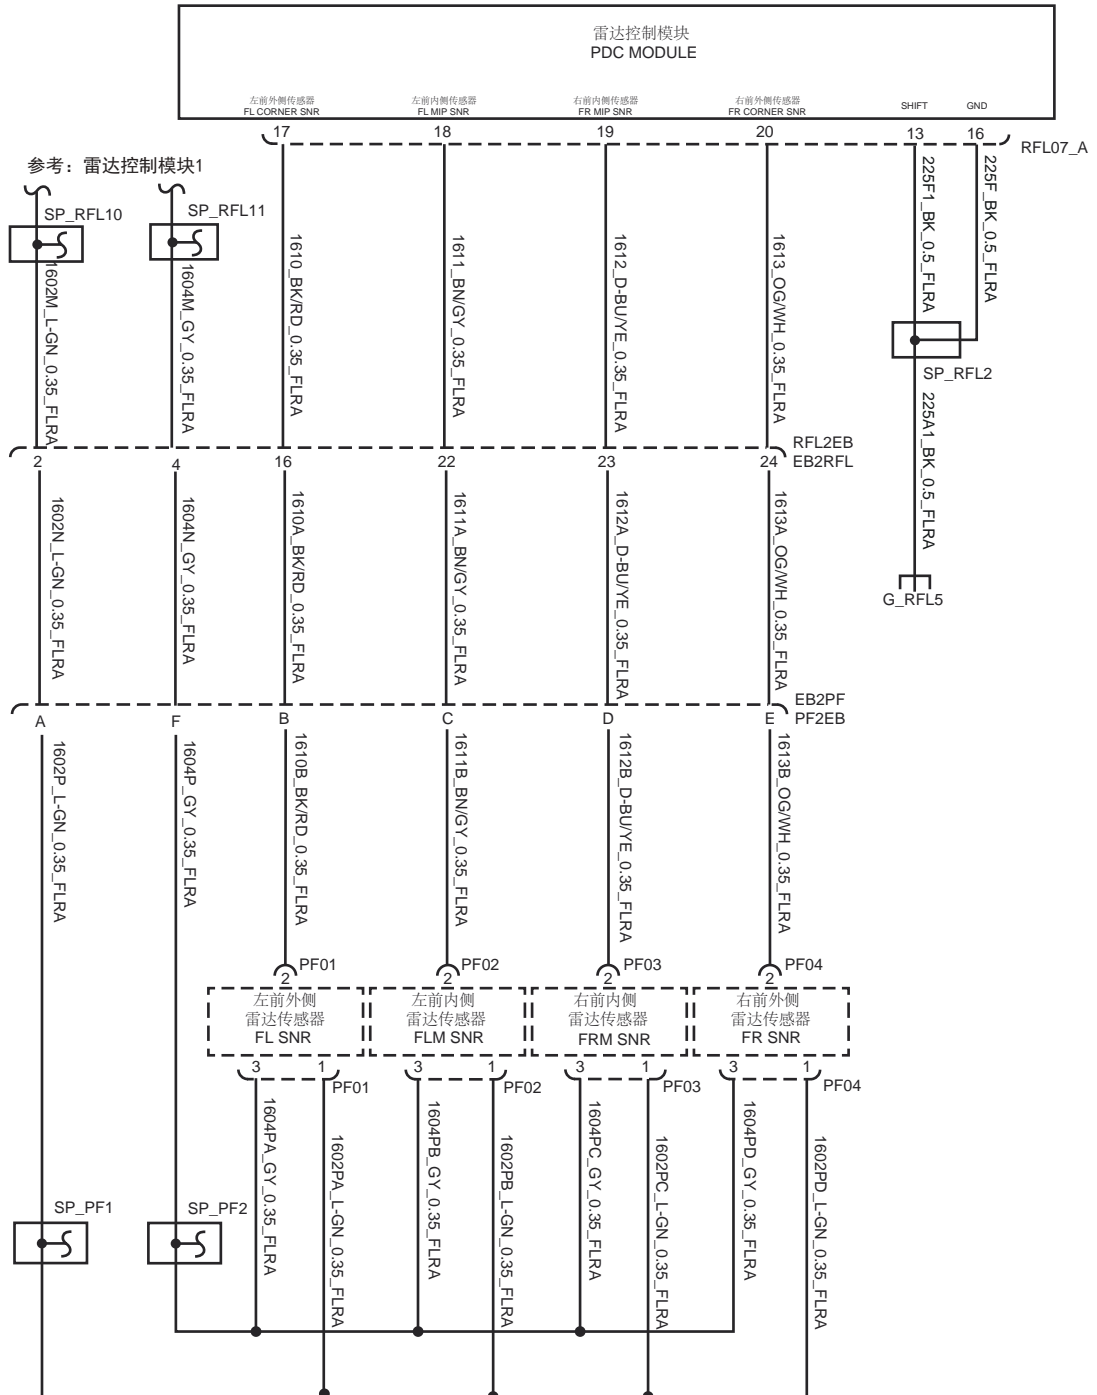 雷达控制模块
PDC MODULE
左前外侧传感器
FL CORNER SNR
左前内侧传感器
FL MIP SNR
右前内侧传感器
FR MIP SNR
右前外侧传感器
FR CORNER SNR
SHIFT
GND
17
18
19
20
13
16
RFL07_A
参考：雷达控制模块1
SP_RFL10
SP_RFL11
1602M_L-GN_0.35_FLRA
1604M_GY_0.35_FLRA
1610_BK/RD_0.35_FLRA
1611_BN/GY_0.35_FLRA
1612_D-BU/YE_0.35_FLRA
1613_OG/WH_0.35_FLRA
225F1_BK_0.5_FLRA
225F_BK_0.5_FLRA
SP_RFL2
225A1_BK_0.5_FLRA
G_RFL5
RFL2EB
2
4
16
22
23
24
EB2RFL
1602N_L-GN_0.35_FLRA
1604N_GY_0.35_FLRA
1610A_BK/RD_0.35_FLRA
1611A_BN/GY_0.35_FLRA
1612A_D-BU/YE_0.35_FLRA
1613A_OG/WH_0.35_FLRA
EB2PF
A
F
B
C
D
E
PF2EB
1602P_L-GN_0.35_FLRA
1604P_GY_0.35_FLRA
1610B_BK/RD_0.35_FLRA
1611B_BN/GY_0.35_FLRA
1612B_D-BU/YE_0.35_FLRA
1613B_OG/WH_0.35_FLRA
PF01
2
PF02
2
PF03
2
PF04
2
左前外侧
雷达传感器
FL SNR
左前内侧
雷达传感器
FLM SNR
右前内侧
雷达传感器
FRM SNR
右前外侧
雷达传感器
FR SNR
3
1
PF01
3
1
PF02
3
1
PF03
3
1
PF04
1604PA_GY_0.35_FLRA
1602PA_L-GN_0.35_FLRA
1604PB_GY_0.35_FLRA
1602PB_L-GN_0.35_FLRA
1604PC_GY_0.35_FLRA
1602PC_L-GN_0.35_FLRA
1604PD_GY_0.35_FLRA
1602PD_L-GN_0.35_FLRA
SP_PF1
SP_PF2